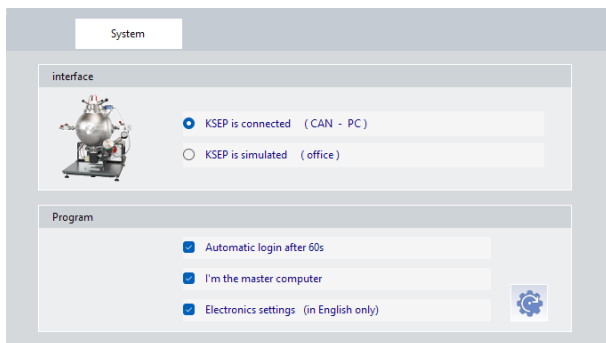 System
interface
KSEP is connected (CAN - PC)
KSEP is simulated (office)
Program
Automatic login after 60s
I'm the master computer
Electronics settings (in English only)